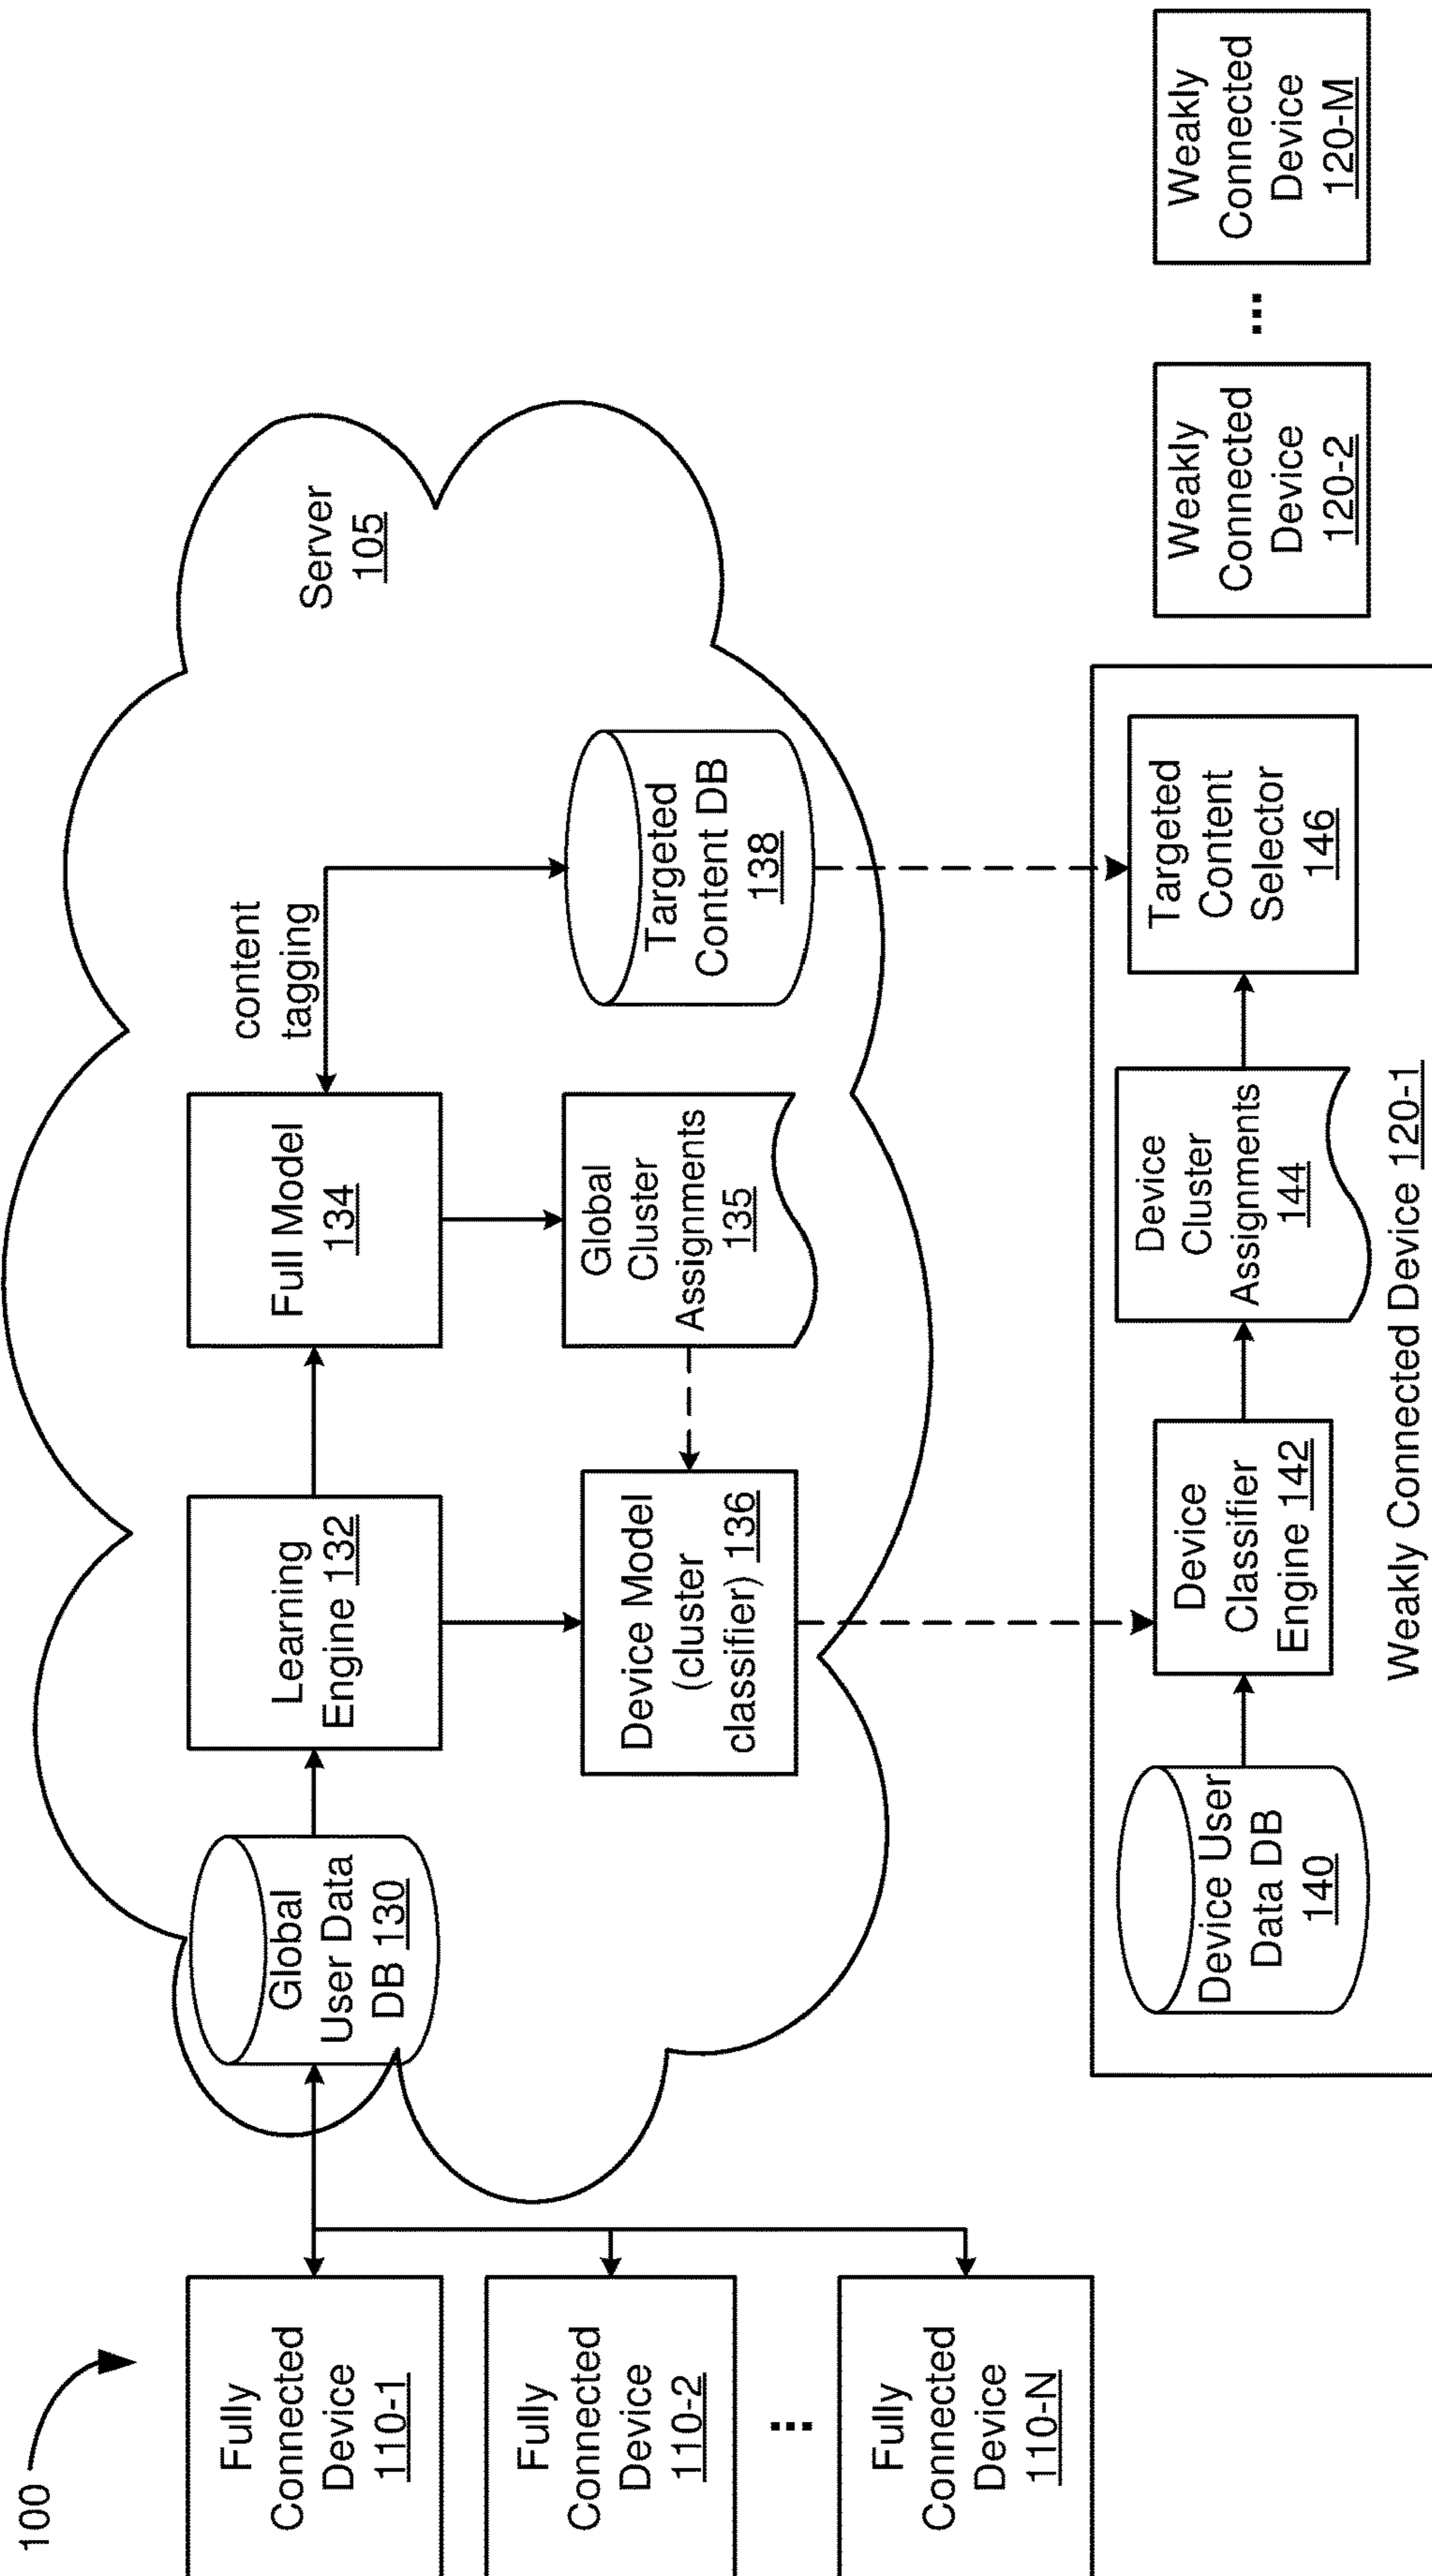 100
Fully
Connected
Device
110-1
Fully
Connected
Device
110-2
...
Fully
Connected
Device
110-N
Server
105
Global
User Data
DB 130
Learning
Engine 132
Full Model
134
content
tagging
Device Model
(cluster
classifier) 136
Global
Cluster
Assignments
135
Targeted
Content DB
138
Device User
Data DB
140
Device
Classifier
Engine 142
Device
Cluster
Assignments
144
Targeted
Content
Selector
146
Weakly Connected Device 120-1
Weakly
Connected
Device
120-2
...
Weakly
Connected
Device
120-M